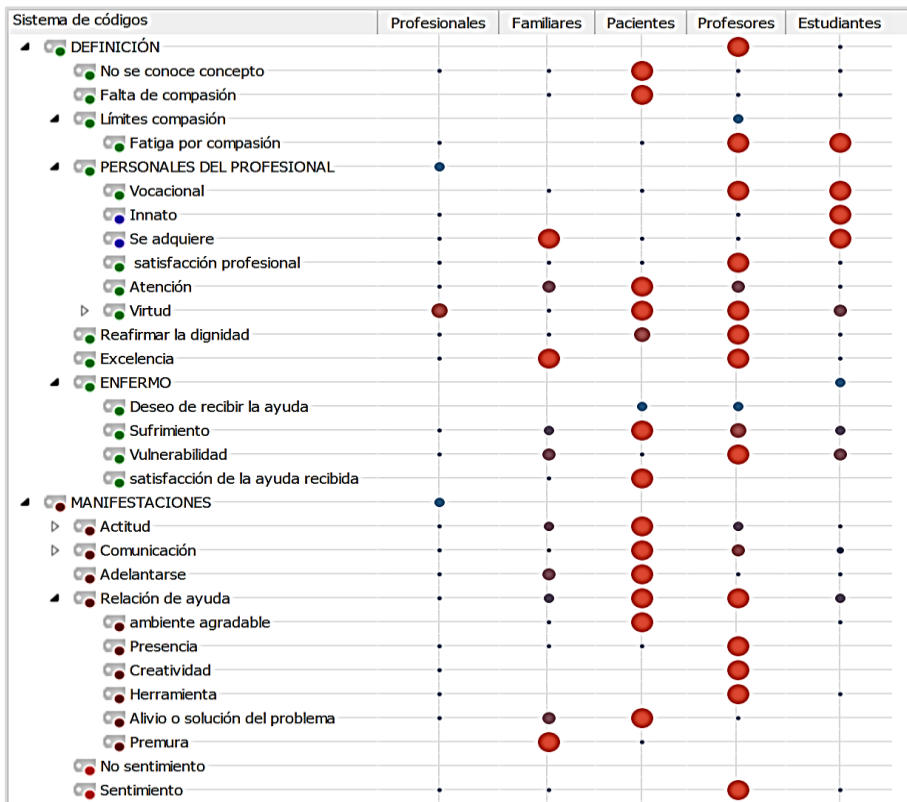 Sistema de códigos Profesionales Familiares Pacientes Profesores Estudiantes
DEFINICIÓN
No se conoce concepto
Falta de compasión
Límites compasión
Fatiga por compasión
PERSONALES DEL PROFESIONAL
Vocacional
Innato
Se adquiere
satisfacción profesional
Atención
Virtud
Reafirmar la dignidad
Excelencia
ENFERMO
Deseo de recibir la ayuda
Sufrimiento
Vulnerabilidad
satisfacción de la ayuda recibida
MANIFESTACIONES
Actitud
Comunicación
Adelantarse
Relación de ayuda
ambiente agradable
Presencia
Creatividad
Herramienta
Alivio o solución del problema
Premura
No sentimiento
Sentimiento